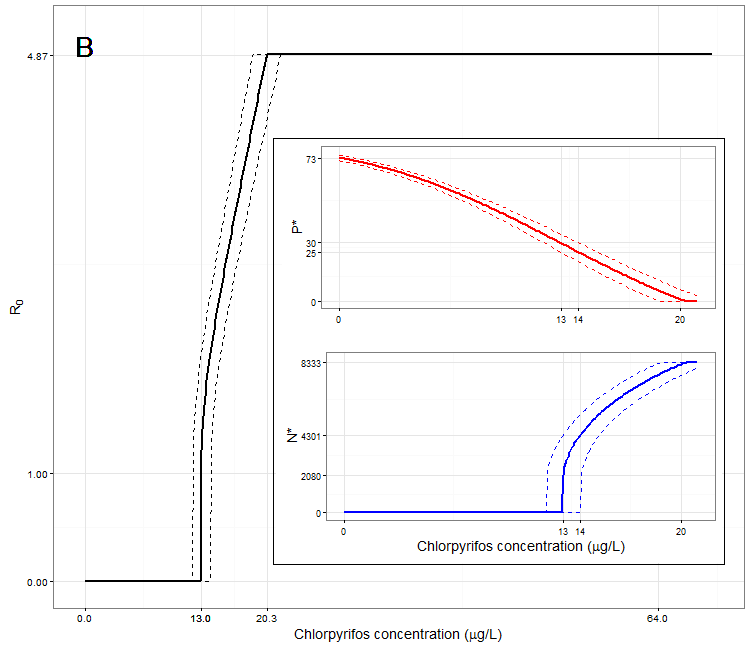 B
4.87
R₀
1.00
0.00
0.0 13.0 20.3 64.0
Chlorpyrifos concentration (µg/L)
73
P*
30
25
0
0 13 14 20
8333
N*
4301
2080
0
0 13 14 20
Chlorpyrifos concentration (µg/L)